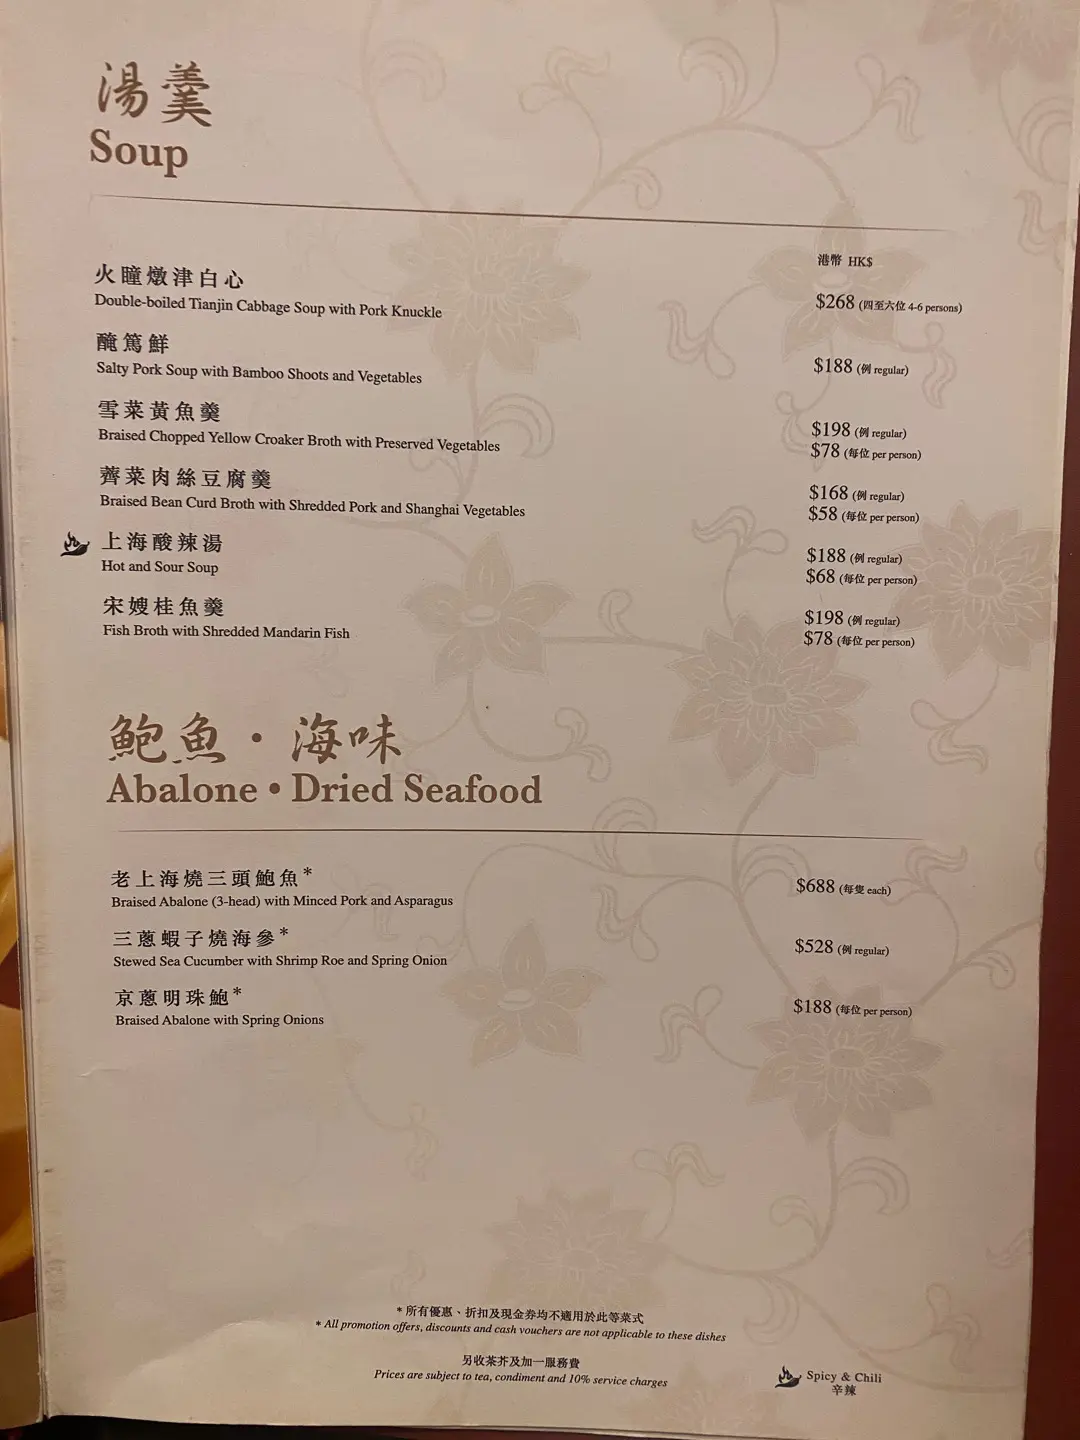 湯羹
Soup
港幣 HK$
火瞳燉津白心
Double-boiled Tianjin Cabbage Soup with Pork Knuckle
$268 (四至六位 4-6 persons)
醃篤鮮
Salty Pork Soup with Bamboo Shoots and Vegetables
$188 (例 regular)
雪菜黃魚羹
Braised Chopped Yellow Croaker Broth with Preserved Vegetables
$198 (例 regular)
$78 (每位 per person)
薺菜肉絲豆腐羹
Braised Bean Curd Broth with Shredded Pork and Shanghai Vegetables
$168 (例 regular)
$58 (每位 per person)
上海酸辣湯
Hot and Sour Soup
$188 (例 regular)
$68 (每位 per person)
宋嫂桂魚羹
Fish Broth with Shredded Mandarin Fish
$198 (例 regular)
$78 (每位 per person)
鮑魚・海味
Abalone • Dried Seafood
老上海燒三頭鮑魚*
Braised Abalone (3-head) with Minced Pork and Asparagus
$688 (每隻 each)
三蔥蝦子燒海參*
Stewed Sea Cucumber with Shrimp Roe and Spring Onion
$528 (例 regular)
京蔥明珠鮑*
Braised Abalone with Spring Onions
$188 (每位 per person)
* 所有優惠、折扣及現金券均不適用於此等菜式
* All promotion offers, discounts and cash vouchers are not applicable to these dishes
另收茶芥及加一服務費
Prices are subject to tea, condiment and 10% service charges
Spicy & Chili
辛辣